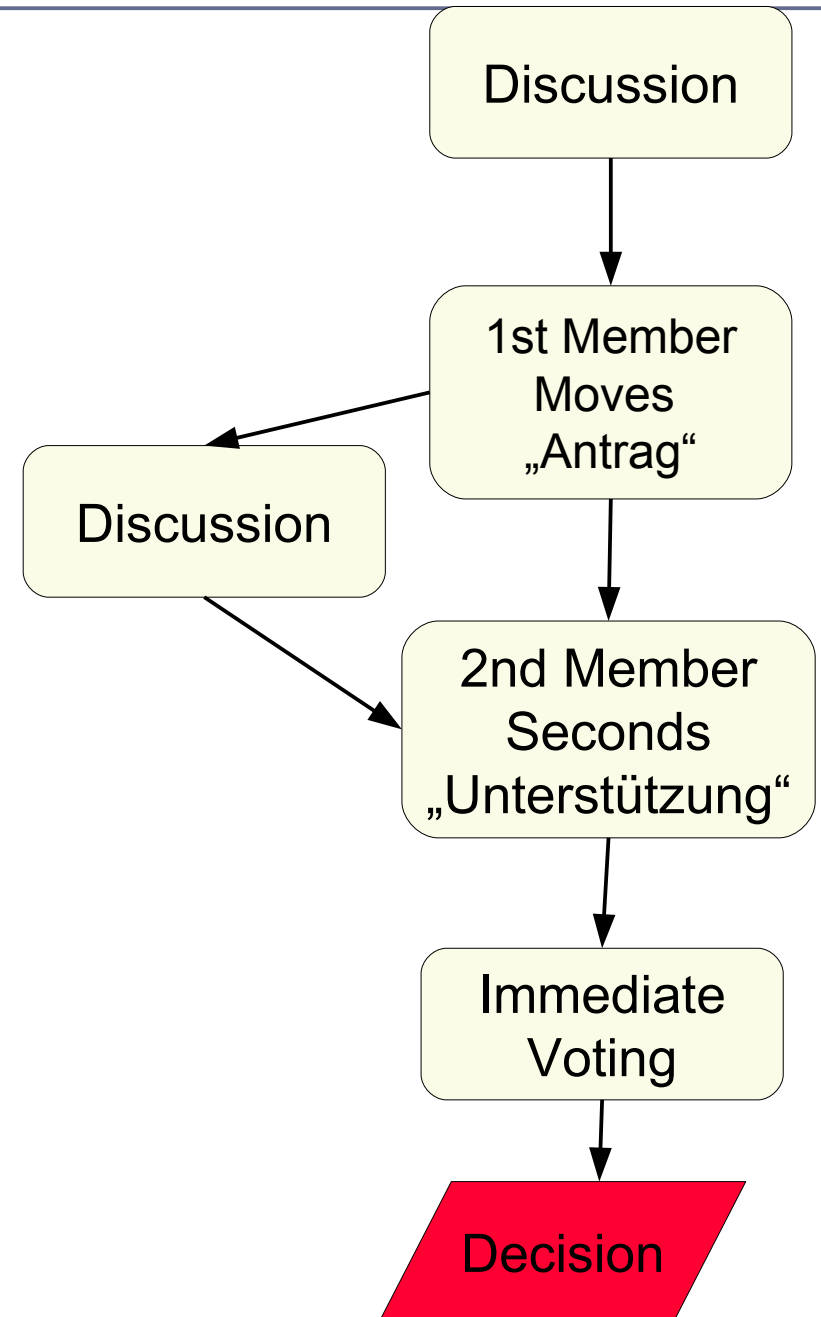 Discussion
1st Member
Moves
„Antrag“
Discussion
2nd Member
Seconds
„Unterstützung“
Immediate
Voting
Decision